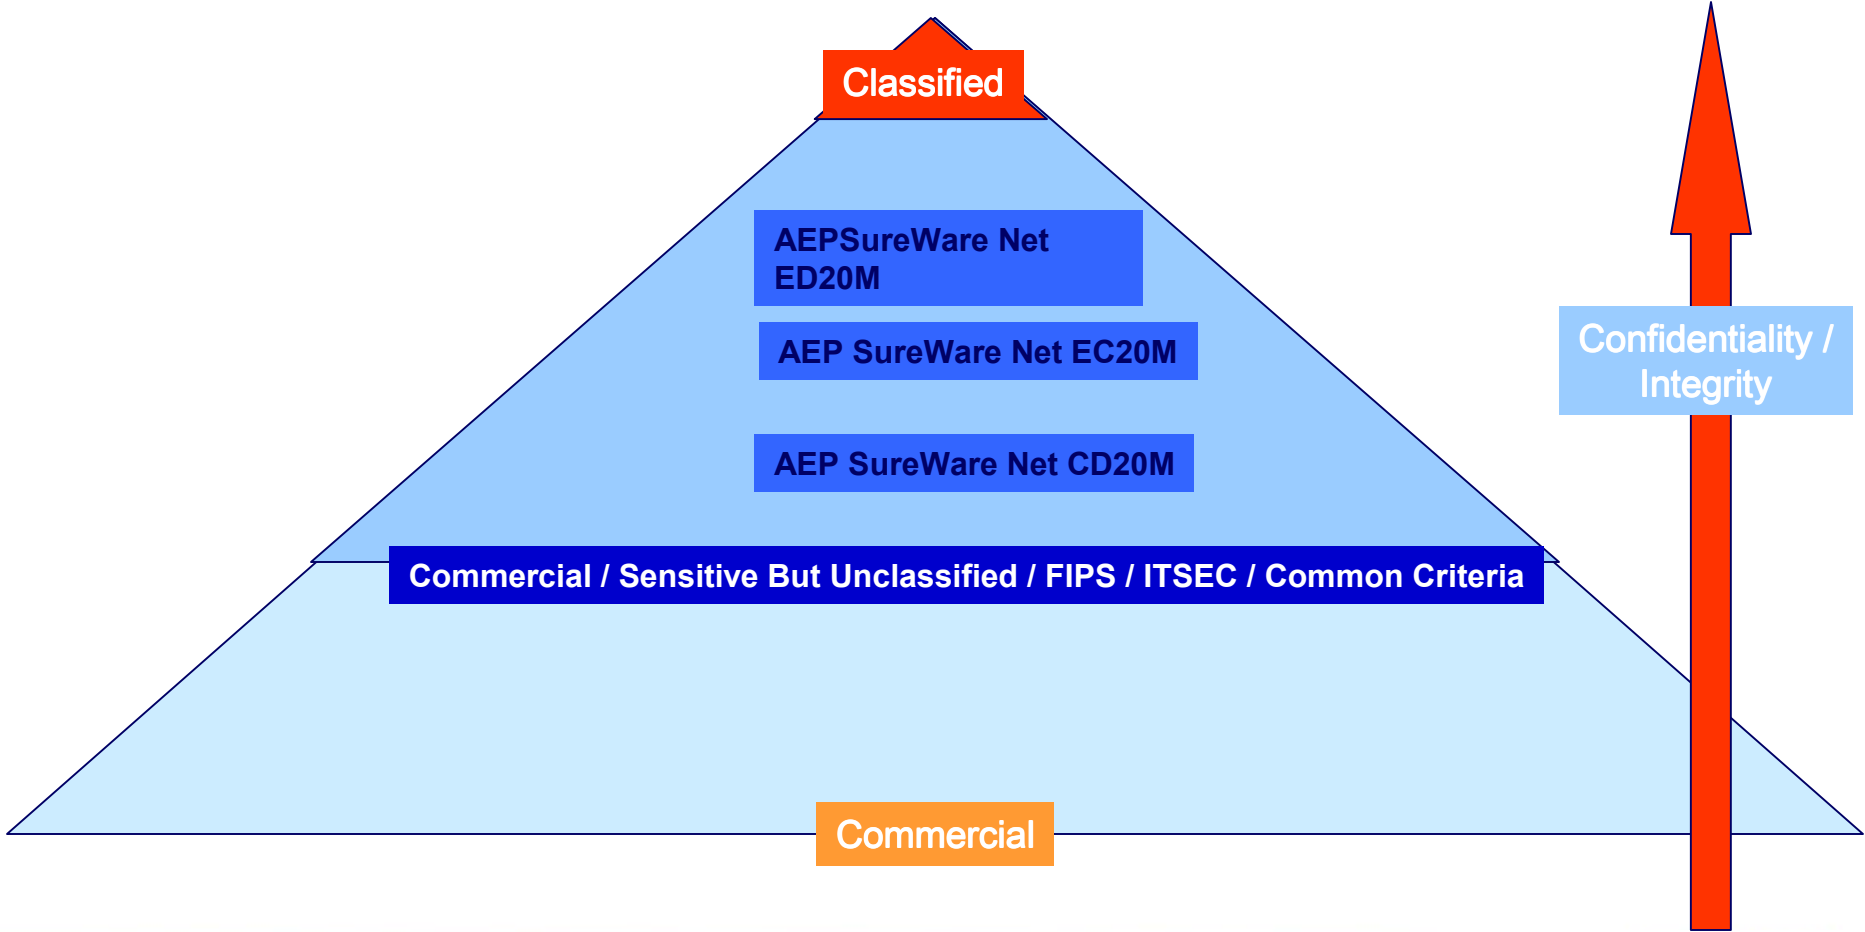 Classified
AEPSureWare Net
ED20M
AEP SureWare Net EC20M
Confidentiality /
Integrity
AEP SureWare Net CD20M
Commercial / Sensitive But Unclassified / FIPS / ITSEC / Common Criteria
Commercial